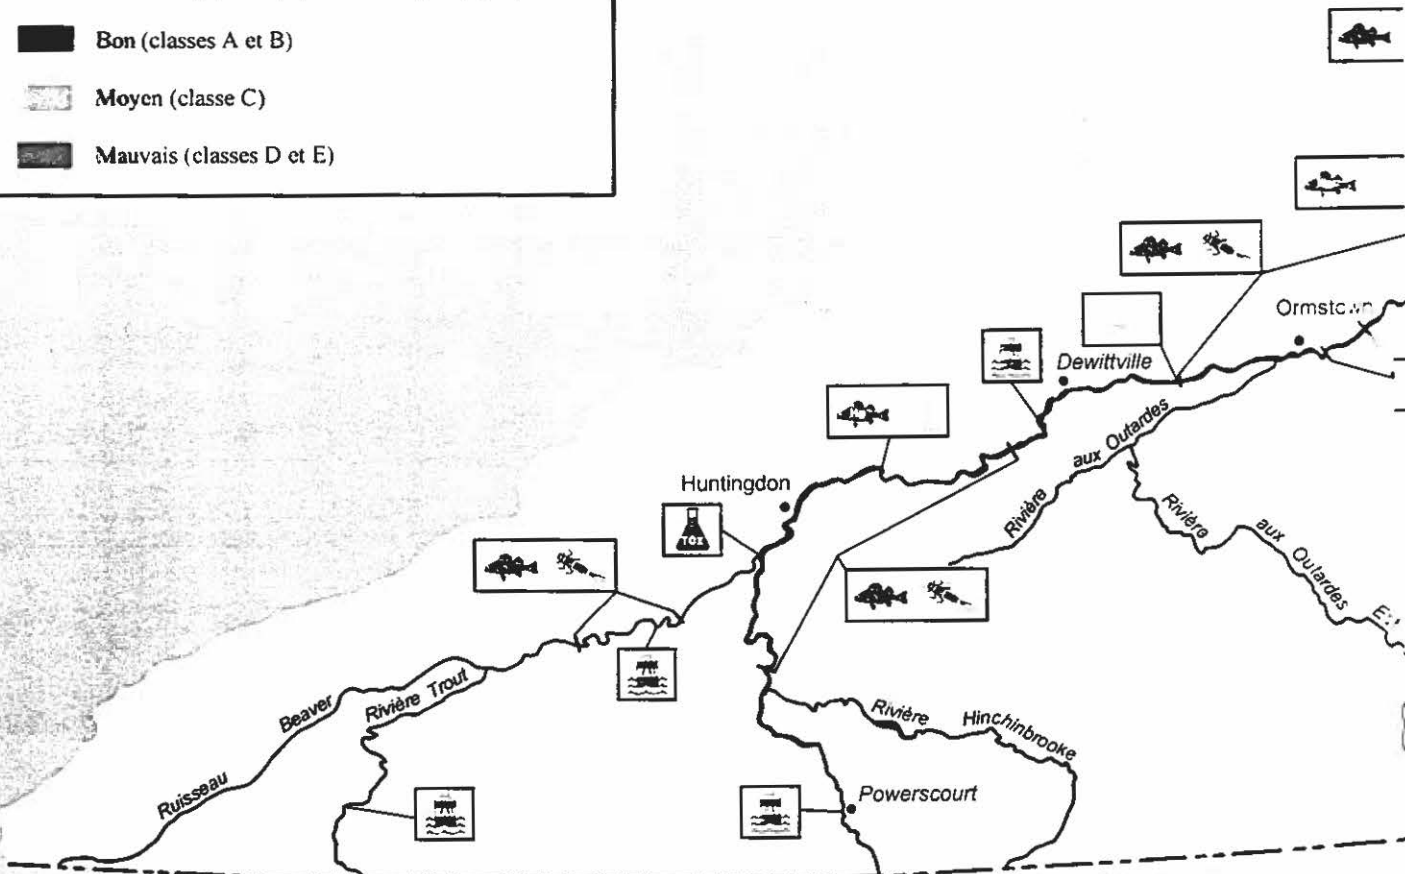 Bon (classes A et B)
Moyen (classe C)
Mauvais (classes D et E)
Ormstown
Dewittville
Rivière aux Outardes
Huntingdon
TOX
Rivière aux Outardes
Beaver
Ruisseau
Rivière Trout
Rivière Hinchinbrooke
Powerscourt